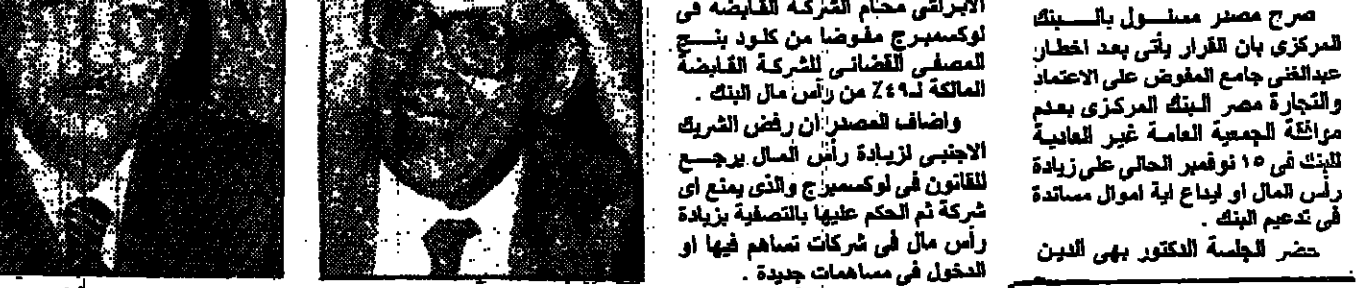 صرح مصدر مسئول بالبنك
المركزى بان القرار يأتى بعد اخطار
عبدالغنى جامع المفوض على الاعتماد
والتجارة مصر البنك المركزى بعدم
موافقة الجمعية العامة غير العادية
للبنك فى ١٥ نوفمبر الحالى على زيادة
رأس المال او ايداع اية اموال مساندة
فى تدعيم البنك .
حضر الجلسة الدكتور بهى الدين
الابراشى محام الشركة القابضة فى
لوكسمبرج مفوضا من كلود بنج
المصفى القضائى للشركة القابضة
المالكة لـ٤٩٪ من رأس مال البنك .
واضاف المصدر ان رفض الشريك
الاجنبى لزيادة رأس المال يرجع
للقانون فى لوكسمبرج والذى يمنع اى
شركة ثم الحكم عليها بالتصفية بزيادة
رأس مال فى شركات تساهم فيها او
الدخول فى مساهمات جديدة .